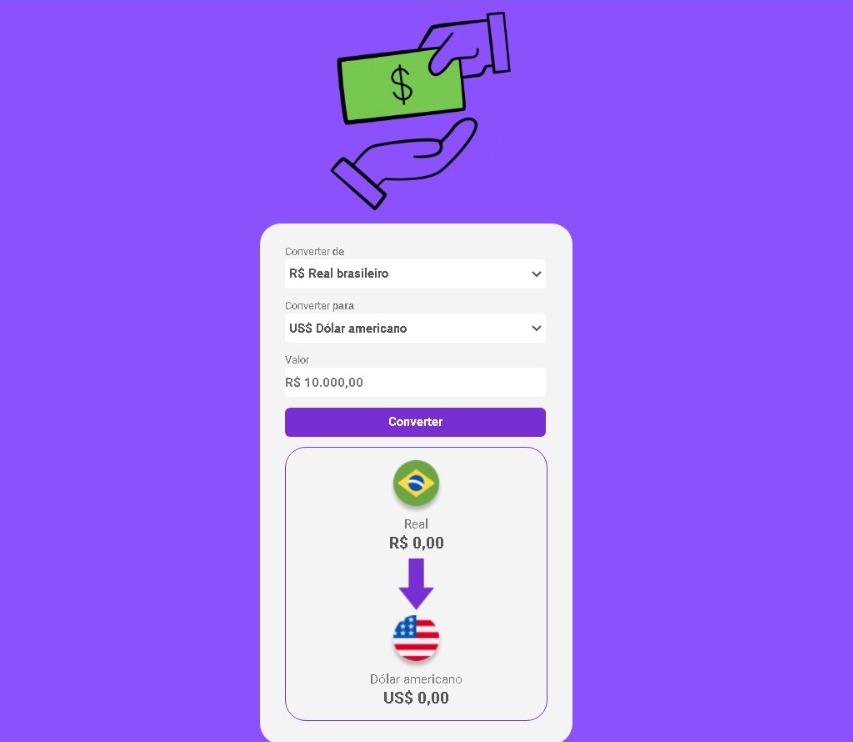 $
Converter de
R$ Real brasileiro
Converter para
US$ Dólar americano
Valor
R$ 10.000,00
Converter
Real
R$ 0,00
Dólar americano
US$ 0,00